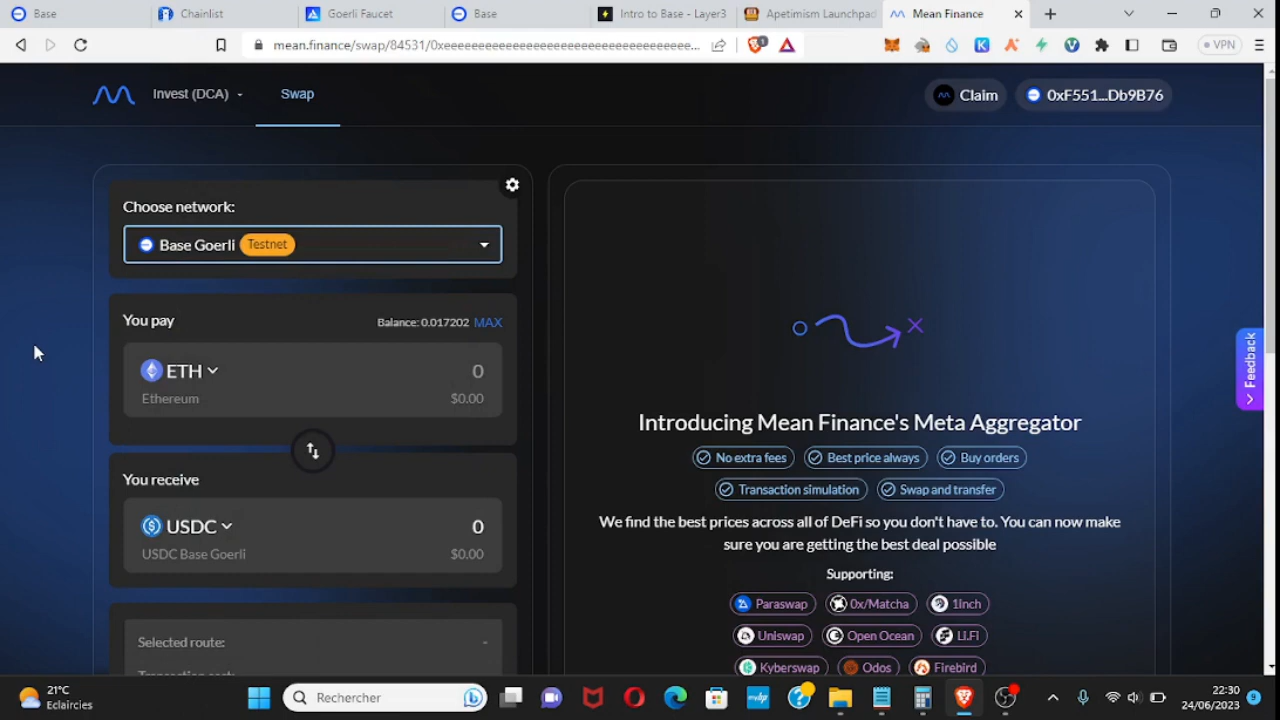 Base
Chainlist
Goerli Faucet
Base
Intro to Base - Layer3
Apetimism Launchpad
Mean Finance
mean.finance/swap/84531/0xeeeeeeeeeeeeeeeeeeeeeeeeeeeeeeee...
1
VPN
Invest (DCA)
Swap
Claim
0xF551...Db9B76
Choose network:
Base Goerli Testnet
You pay
Balance: 0.017202 MAX
ETH
0
Ethereum
$0.00
You receive
USDC
0
USDC Base Goerli
$0.00
Selected route:
-
Transaction cost:
Introducing Mean Finance's Meta Aggregator
No extra fees
Best price always
Buy orders
Transaction simulation
Swap and transfer
We find the best prices across all of DeFi so you don't have to. You can now make
sure you are getting the best deal possible
Supporting:
Paraswap
0x/Matcha
1inch
Uniswap
Open Ocean
LI.FI
Kyberswap
Odos
Firebird
Feedback
21°C
Eclaircies
Rechercher
22:30
24/06/2023
9